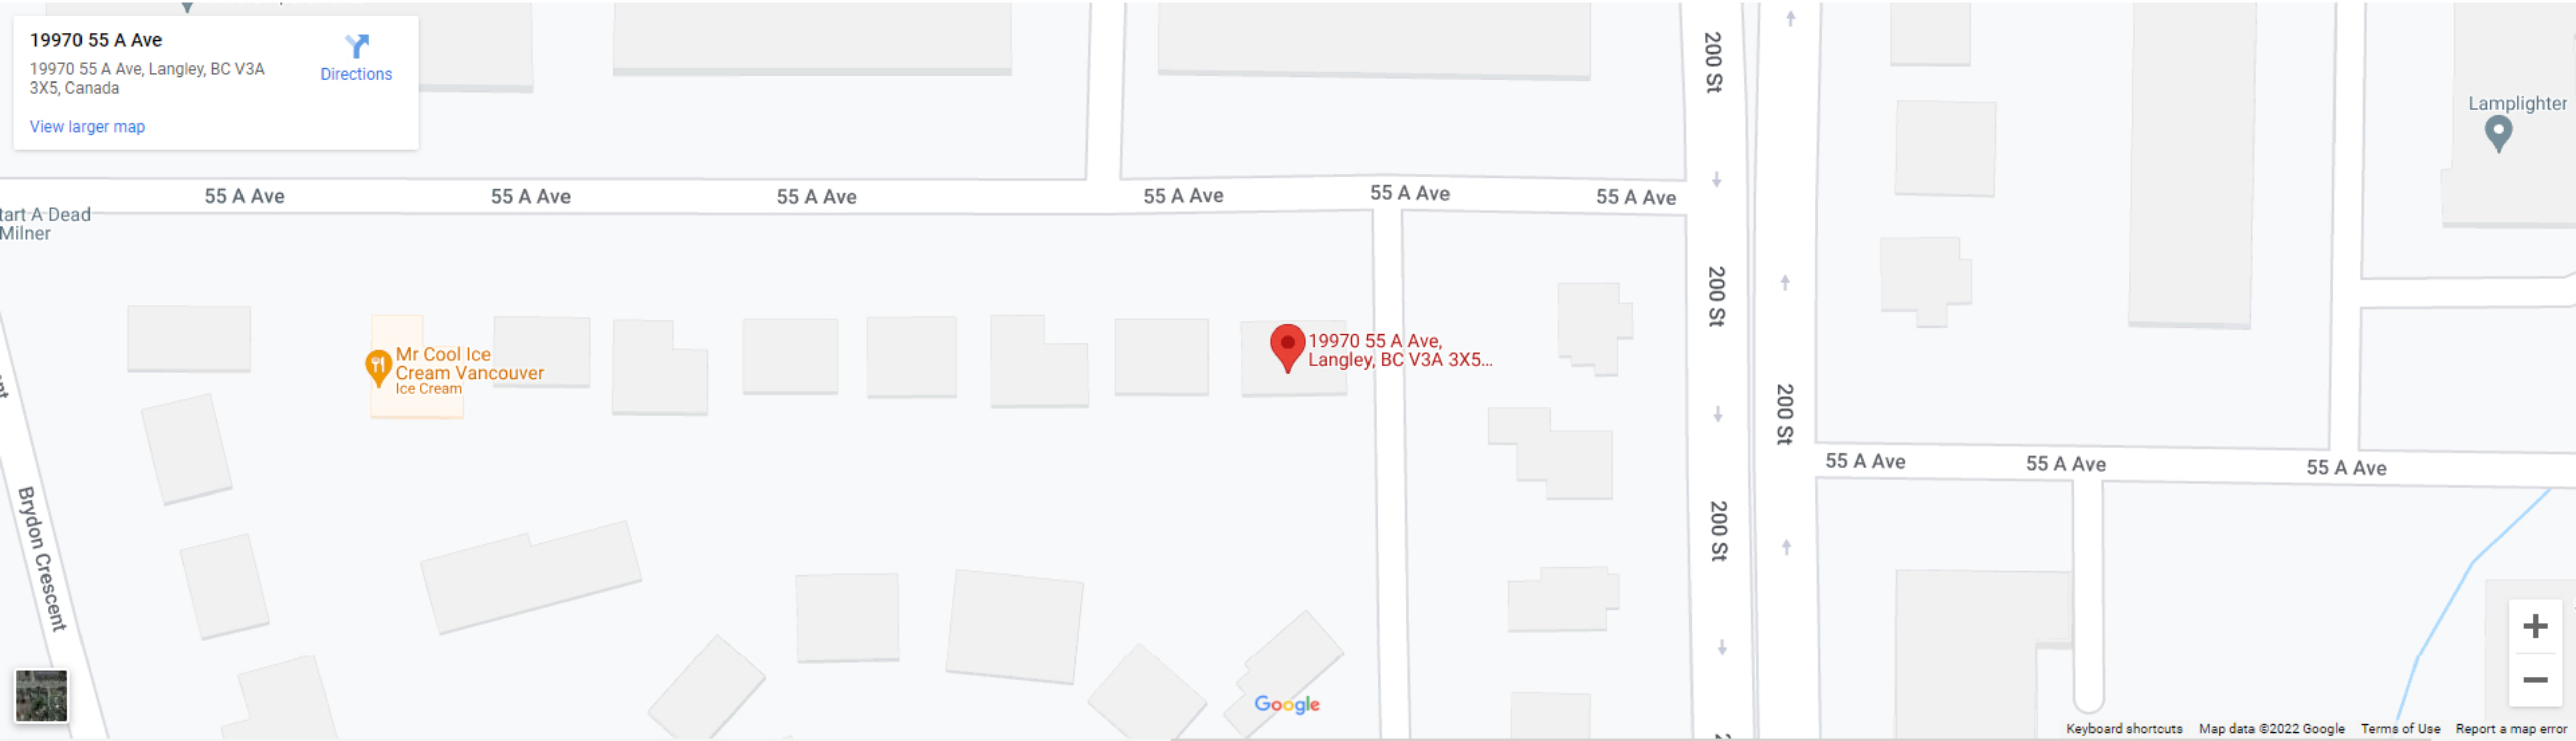 19970 55 A Ave
19970 55 A Ave, Langley, BC V3A
3X5, Canada
Directions
View larger map
200 St
Lamplighter
55 A Ave
55 A Ave
55 A Ave
55 A Ave
55 A Ave
55 A Ave
tart A Dead
Milner
200 St
Mr Cool Ice
Cream Vancouver
Ice Cream
19970 55 A Ave,
Langley, BC V3A 3X5...
200 St
55 A Ave
55 A Ave
55 A Ave
Brydon Crescent
200 St
Google
Keyboard shortcuts
Map data ©2022 Google
Terms of Use
Report a map error